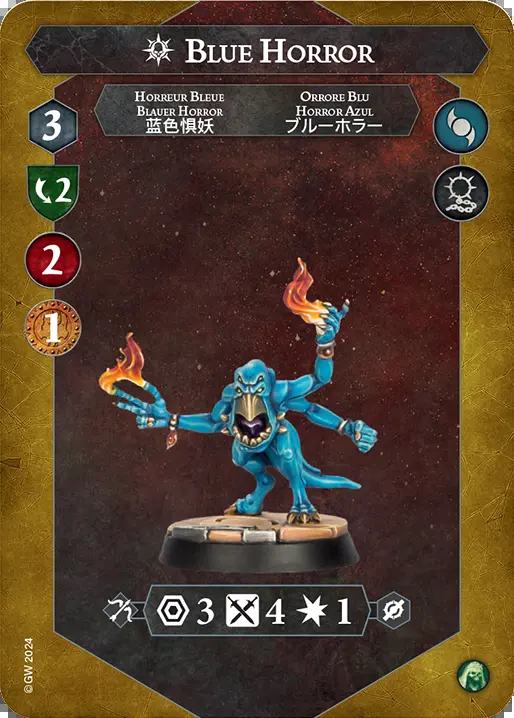 Blue Horror
Horreur Bleue
Blauer Horror
蓝色惧妖
Orrore Blu
Horror Azul
ブルーホラー
3
2
2
1
3 4 1
©GW 2024